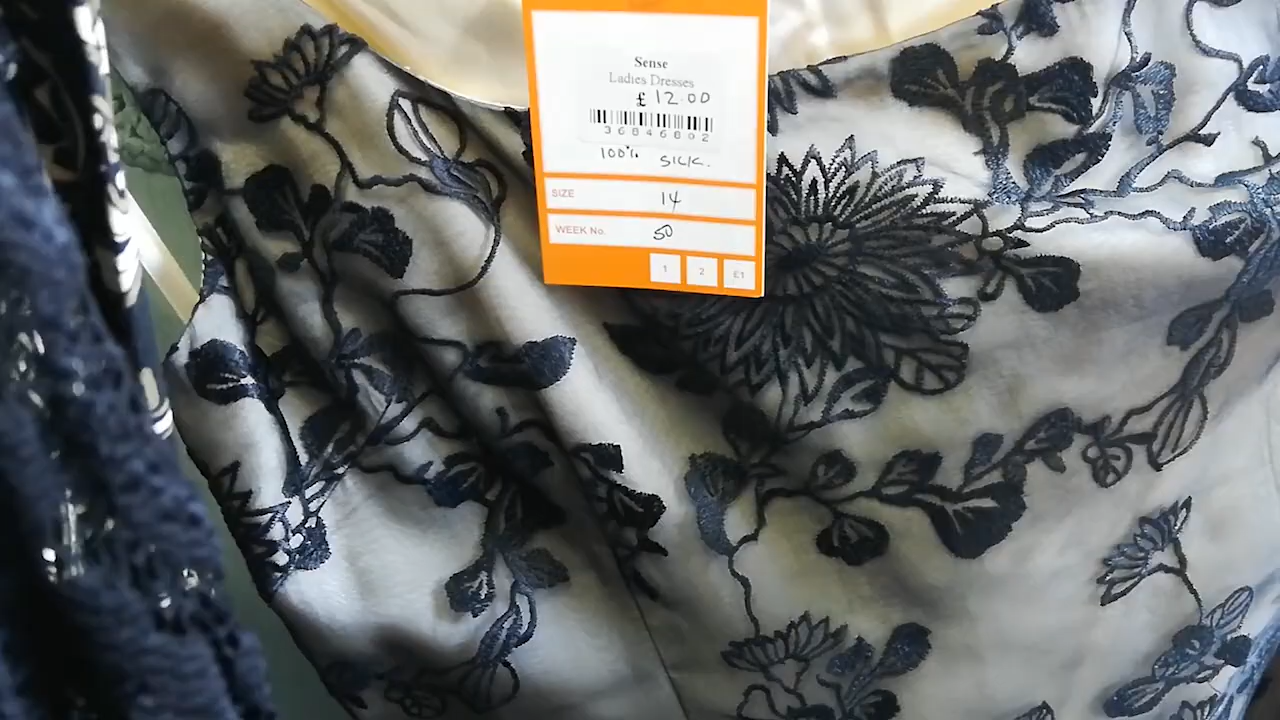 Sense
Ladies Dresses
£ 12.00
36846802
100% SILK.
SIZE 14
WEEK No. 50
1 2 £1